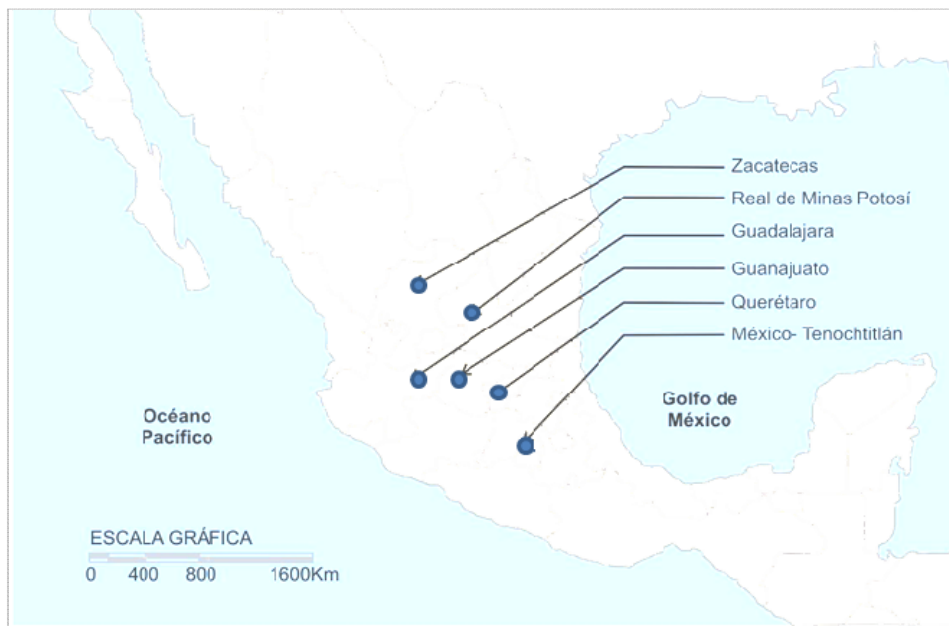 Zacatecas
Real de Minas Potosí
Guadalajara
Guanajuato
Querétaro
México- Tenochtitlán
Golfo de
México
Océano
Pacífico
ESCALA GRÁFICA
0 400 800 1600Km